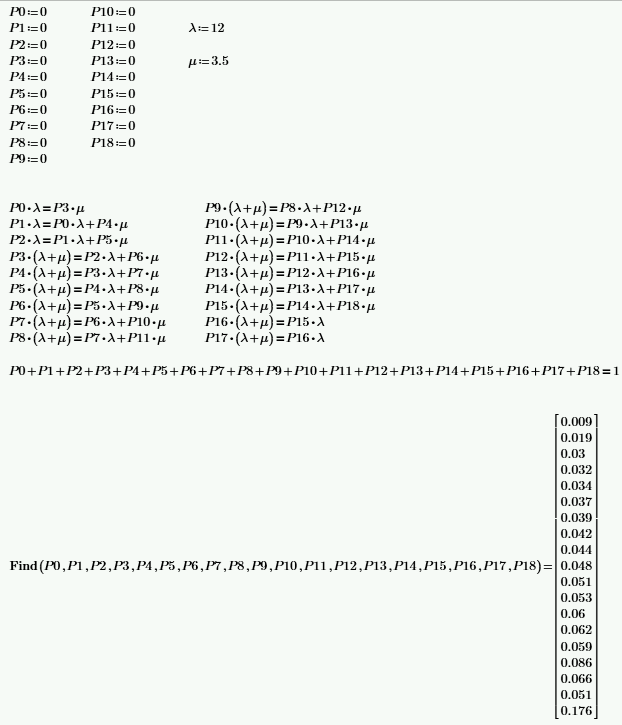 P0:=0 P10:=0
P1:=0 P11:=0 λ:=12
P2:=0 P12:=0
P3:=0 P13:=0 μ:=3.5
P4:=0 P14:=0
P5:=0 P15:=0
P6:=0 P16:=0
P7:=0 P17:=0
P8:=0 P18:=0
P9:=0
P0·λ=P3·μ P9·(λ+μ)=P8·λ+P12·μ
P1·λ=P0·λ+P4·μ P10·(λ+μ)=P9·λ+P13·μ
P2·λ=P1·λ+P5·μ P11·(λ+μ)=P10·λ+P14·μ
P3·(λ+μ)=P2·λ+P6·μ P12·(λ+μ)=P11·λ+P15·μ
P4·(λ+μ)=P3·λ+P7·μ P13·(λ+μ)=P12·λ+P16·μ
P5·(λ+μ)=P4·λ+P8·μ P14·(λ+μ)=P13·λ+P17·μ
P6·(λ+μ)=P5·λ+P9·μ P15·(λ+μ)=P14·λ+P18·μ
P7·(λ+μ)=P6·λ+P10·μ P16·(λ+μ)=P15·λ
P8·(λ+μ)=P7·λ+P11·μ P17·(λ+μ)=P16·λ
P0+P1+P2+P3+P4+P5+P6+P7+P8+P9+P10+P11+P12+P13+P14+P15+P16+P17+P18=1
Find(P0,P1,P2,P3,P4,P5,P6,P7,P8,P9,P10,P11,P12,P13,P14,P15,P16,P17,P18)=
0.009
0.019
0.03
0.032
0.034
0.037
0.039
0.042
0.044
0.048
0.051
0.053
0.06
0.062
0.059
0.086
0.066
0.051
0.176